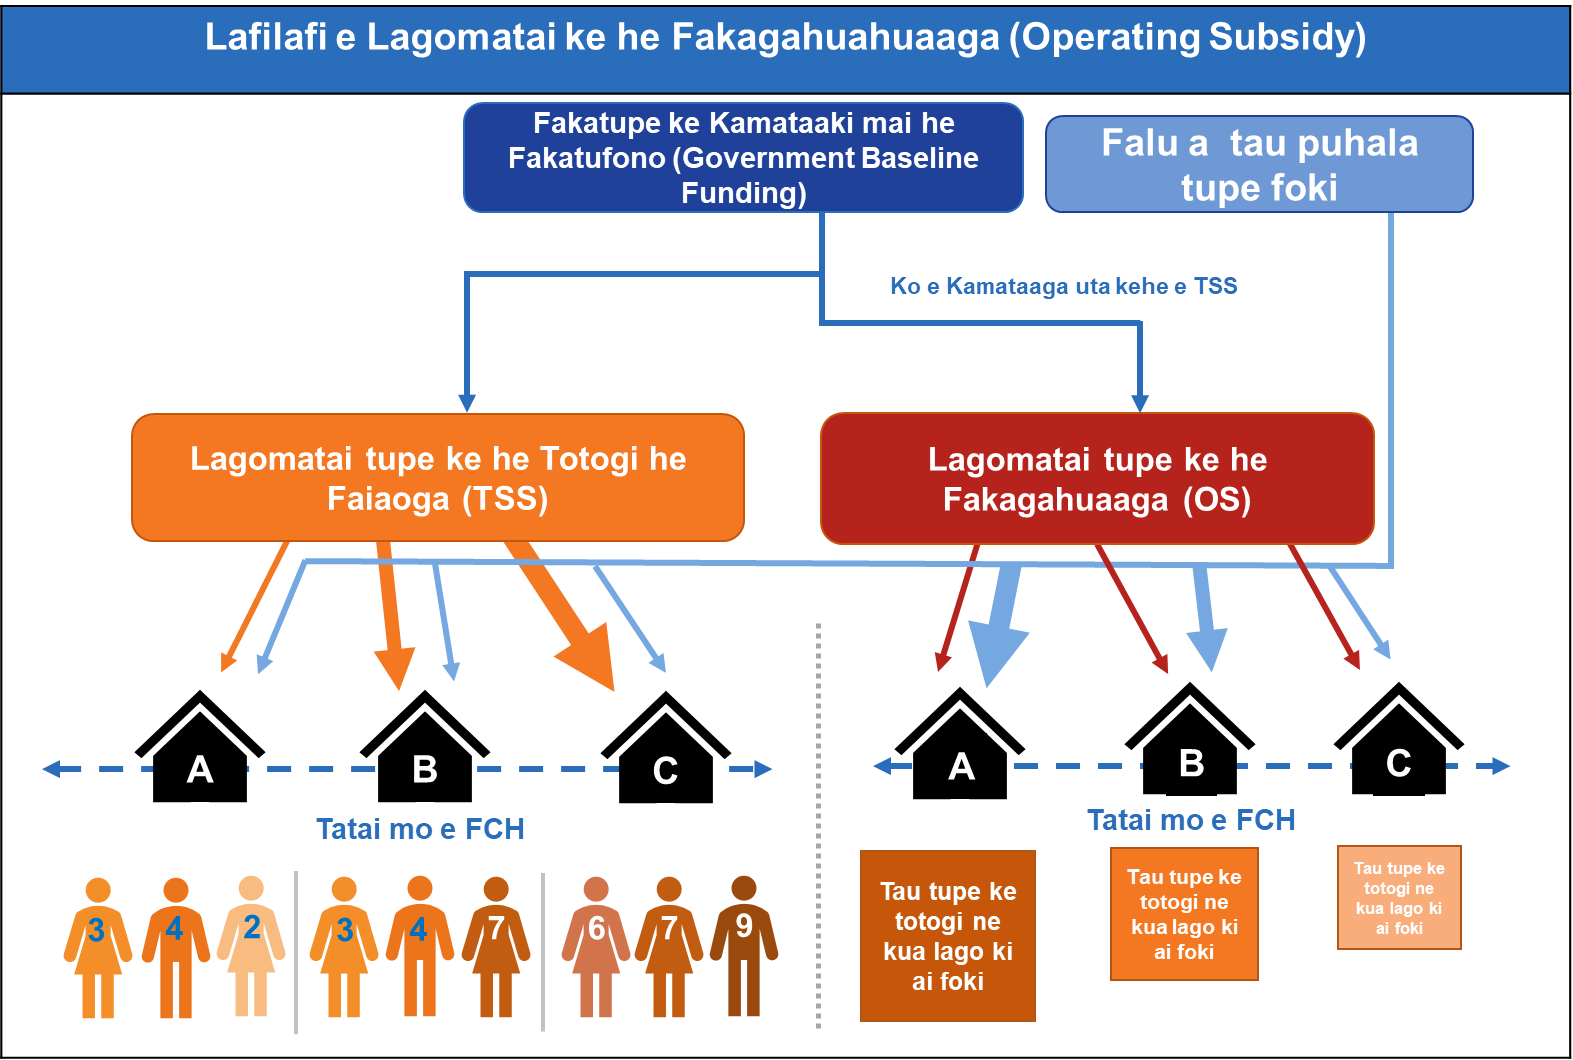 Lafilafi e Lagomatai ke he Fakagahuahuaaga (Operating Subsidy)
Fakatupe ke Kamataaki mai he
Fakatufono (Government Baseline
Funding)
Falu a tau puhala
tupe foki
Ko e Kamataaga uta kehe e TSS
Lagomatai tupe ke he Totogi he
Faiaoga (TSS)
Lagomatai tupe ke he
Fakagahuaaga (OS)
A
B
C
A
B
C
Tatai mo e FCH
Tatai mo e FCH
3
4
2
3
4
7
6
7
9
Tau tupe ke
totogi ne
kua lago ki
ai foki
Tau tupe ke
totogi ne
kua lago ki
ai foki
Tau tupe ke
totogi ne
kua lago ki
ai foki